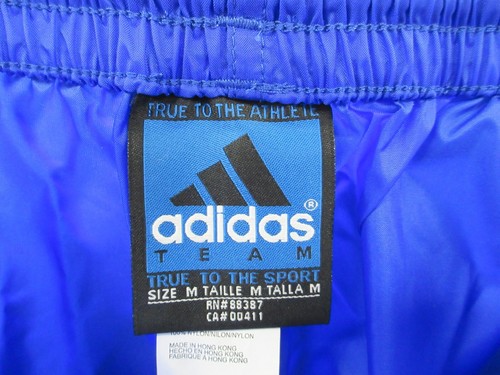 TRUE TO THE ATHLETE
adidas®
TEAM
TRUE TO THE SPORT
SIZE M TAILLE M TALLA M
RN#88387
CA#00411
100% NYLON/NILON/NYLON
MADE IN HONG KONG
HECHO EN HONG KONG
FABRIQUÉ À HONG KONG